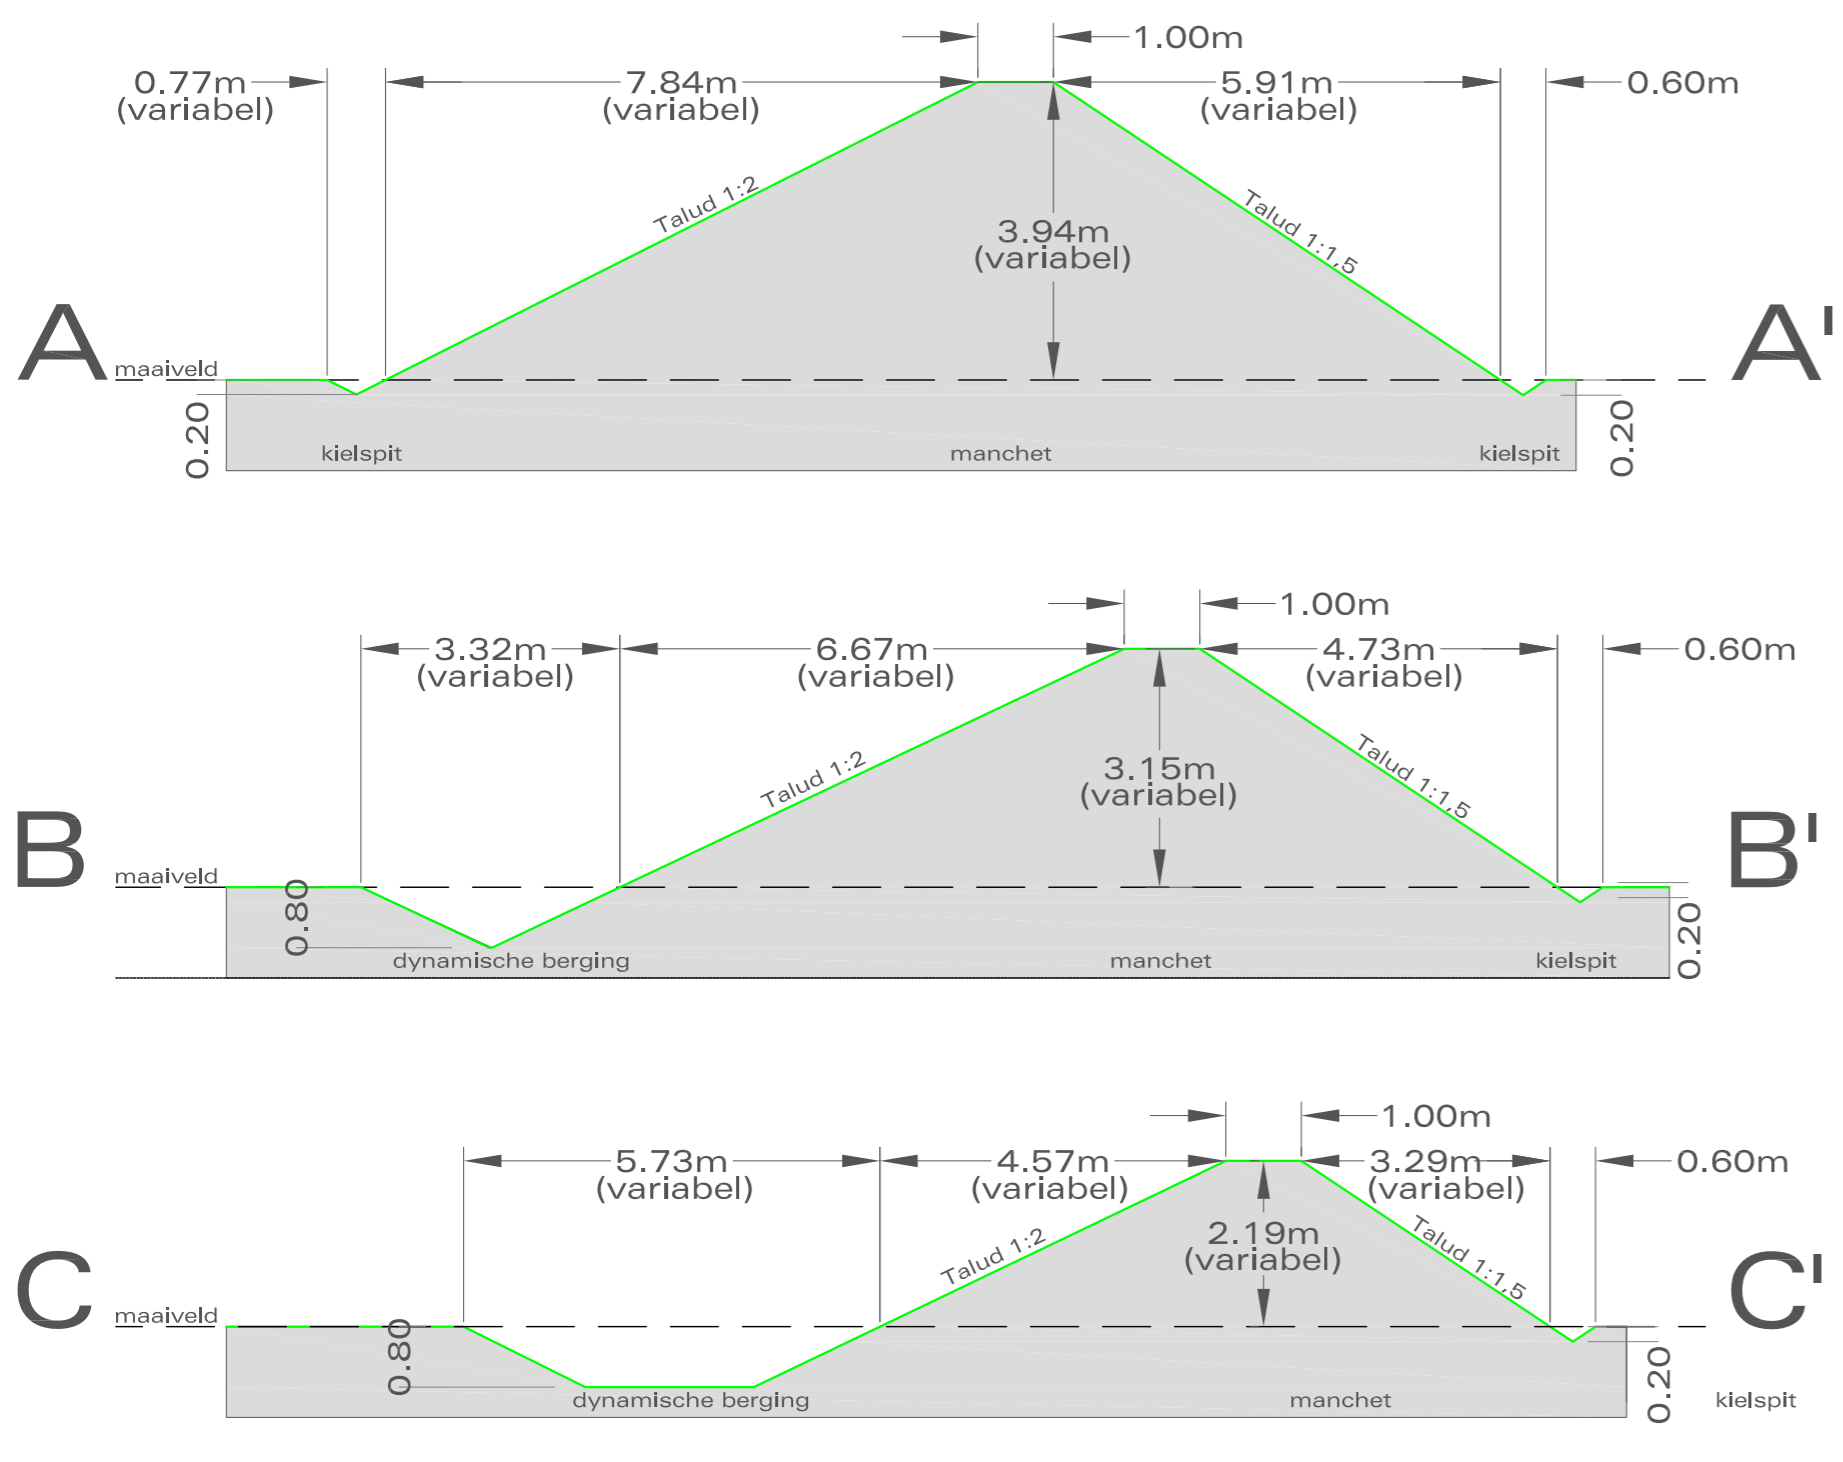 1.00m
0.77m
(variabel)
7.84m
(variabel)
5.91m
(variabel)
0.60m
Talud 1:2
Talud 1:1,5
3.94m
(variabel)
A
A'
maaiveld
0.20
0.20
kielspit
manchet
kielspit
1.00m
3.32m
(variabel)
6.67m
(variabel)
4.73m
(variabel)
0.60m
Talud 1:2
Talud 1:1,5
3.15m
(variabel)
B
B'
maaiveld
0.80
0.20
dynamische berging
manchet
kielspit
1.00m
5.73m
(variabel)
4.57m
(variabel)
3.29m
(variabel)
0.60m
Talud 1:2
Talud 1:1,5
2.19m
(variabel)
C
C'
maaiveld
0.80
0.20
dynamische berging
manchet
kielspit